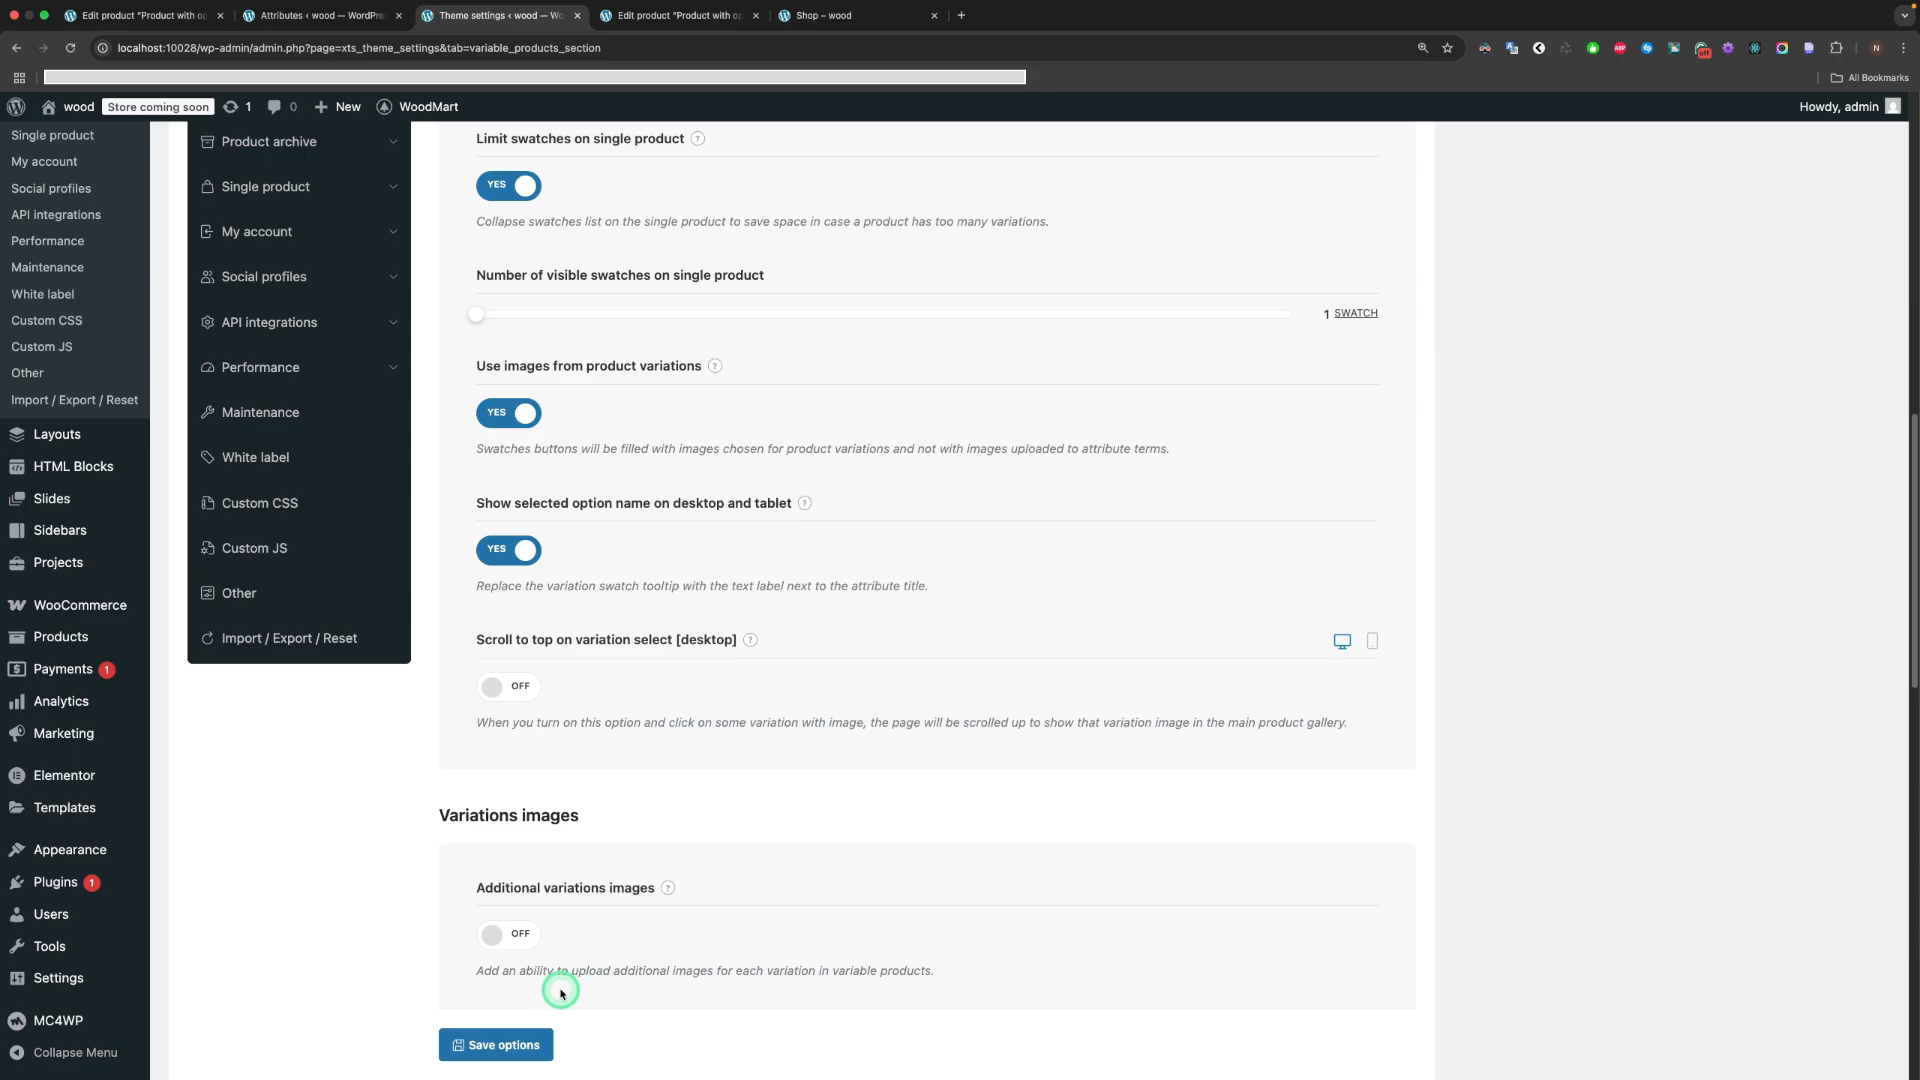 Edit product "Product with op
Attributes ‹ wood — WordPre
Theme settings ‹ wood — Wo
Edit product "Product with op
Shop – wood
localhost:10028/wp-admin/admin.php?page=xts_theme_settings&tab=variable_products_section
All Bookmarks
wood
Store coming soon
1
0
New
WoodMart
Howdy, admin
Single product
My account
Social profiles
API integrations
Performance
Maintenance
White label
Custom CSS
Custom JS
Other
Import / Export / Reset
Layouts
HTML Blocks
Slides
Sidebars
Projects
WooCommerce
Products
Payments 1
Analytics
Marketing
Elementor
Templates
Appearance
Plugins 1
Users
Tools
Settings
MC4WP
Collapse Menu
Product archive
Single product
My account
Social profiles
API integrations
Performance
Maintenance
White label
Custom CSS
Custom JS
Other
Import / Export / Reset
Limit swatches on single product ?
YES
Collapse swatches list on the single product to save space in case a product has too many variations.
Number of visible swatches on single product
1 SWATCH
Use images from product variations ?
YES
Swatches buttons will be filled with images chosen for product variations and not with images uploaded to attribute terms.
Show selected option name on desktop and tablet ?
YES
Replace the variation swatch tooltip with the text label next to the attribute title.
Scroll to top on variation select [desktop] ?
OFF
When you turn on this option and click on some variation with image, the page will be scrolled up to show that variation image in the main product gallery.
Variations images
Additional variations images ?
OFF
Add an ability to upload additional images for each variation in variable products.
Save options